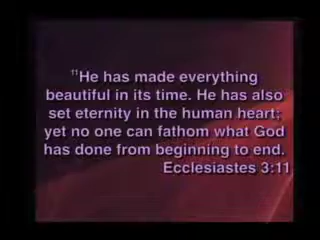 ¹¹He has made everything
beautiful in its time. He has also
set eternity in the human heart;
yet no one can fathom what God
has done from beginning to end.
Ecclesiastes 3:11